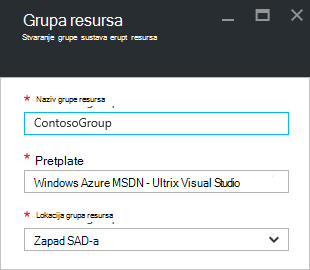 Grupa resursa
Stvaranje grupe sustava erupt resursa
* Naziv grupe resursa
ContosoGroup
* Pretplate
Windows Azure MSDN - Ultrix Visual Studio
* Lokacija grupa resursa
Zapad SAD-a